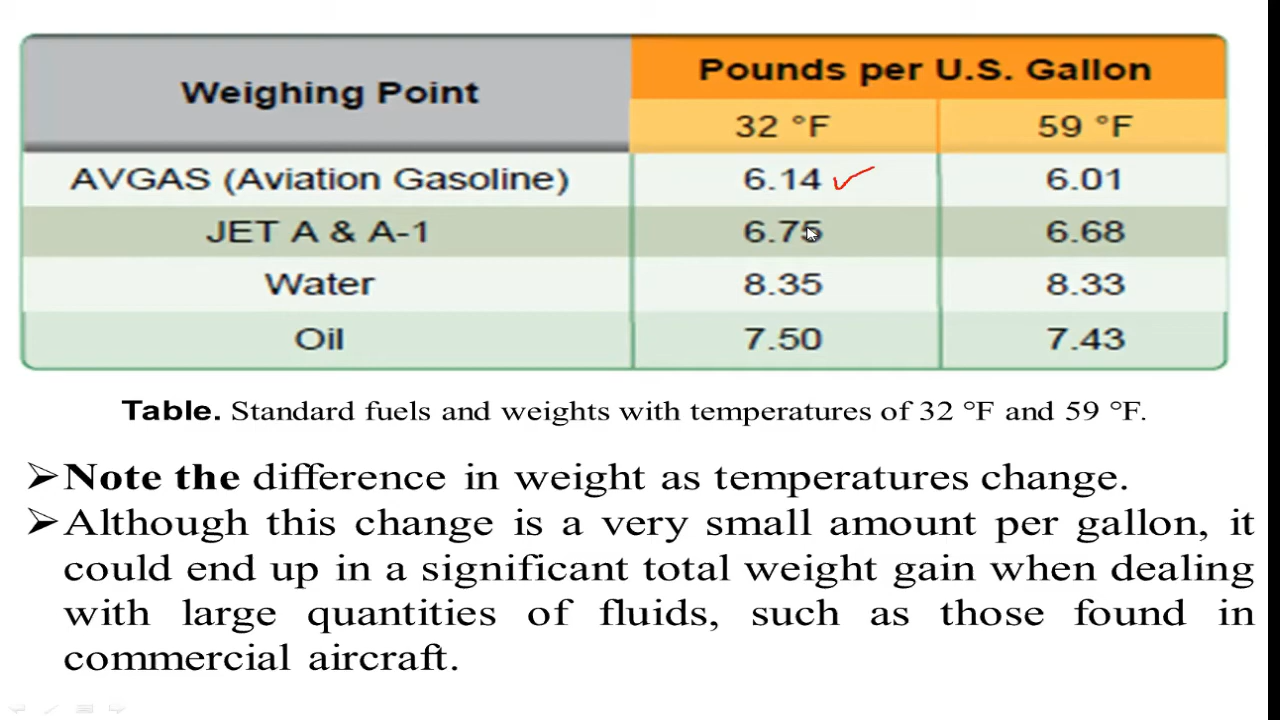 Weighing Point
Pounds per U.S. Gallon
32 °F 59 °F
AVGAS (Aviation Gasoline) 6.14 6.01
JET A & A-1 6.75 6.68
Water 8.35 8.33
Oil 7.50 7.43
Table. Standard fuels and weights with temperatures of 32 °F and 59 °F.
Note the difference in weight as temperatures change.
Although this change is a very small amount per gallon, it
could end up in a significant total weight gain when dealing
with large quantities of fluids, such as those found in
commercial aircraft.